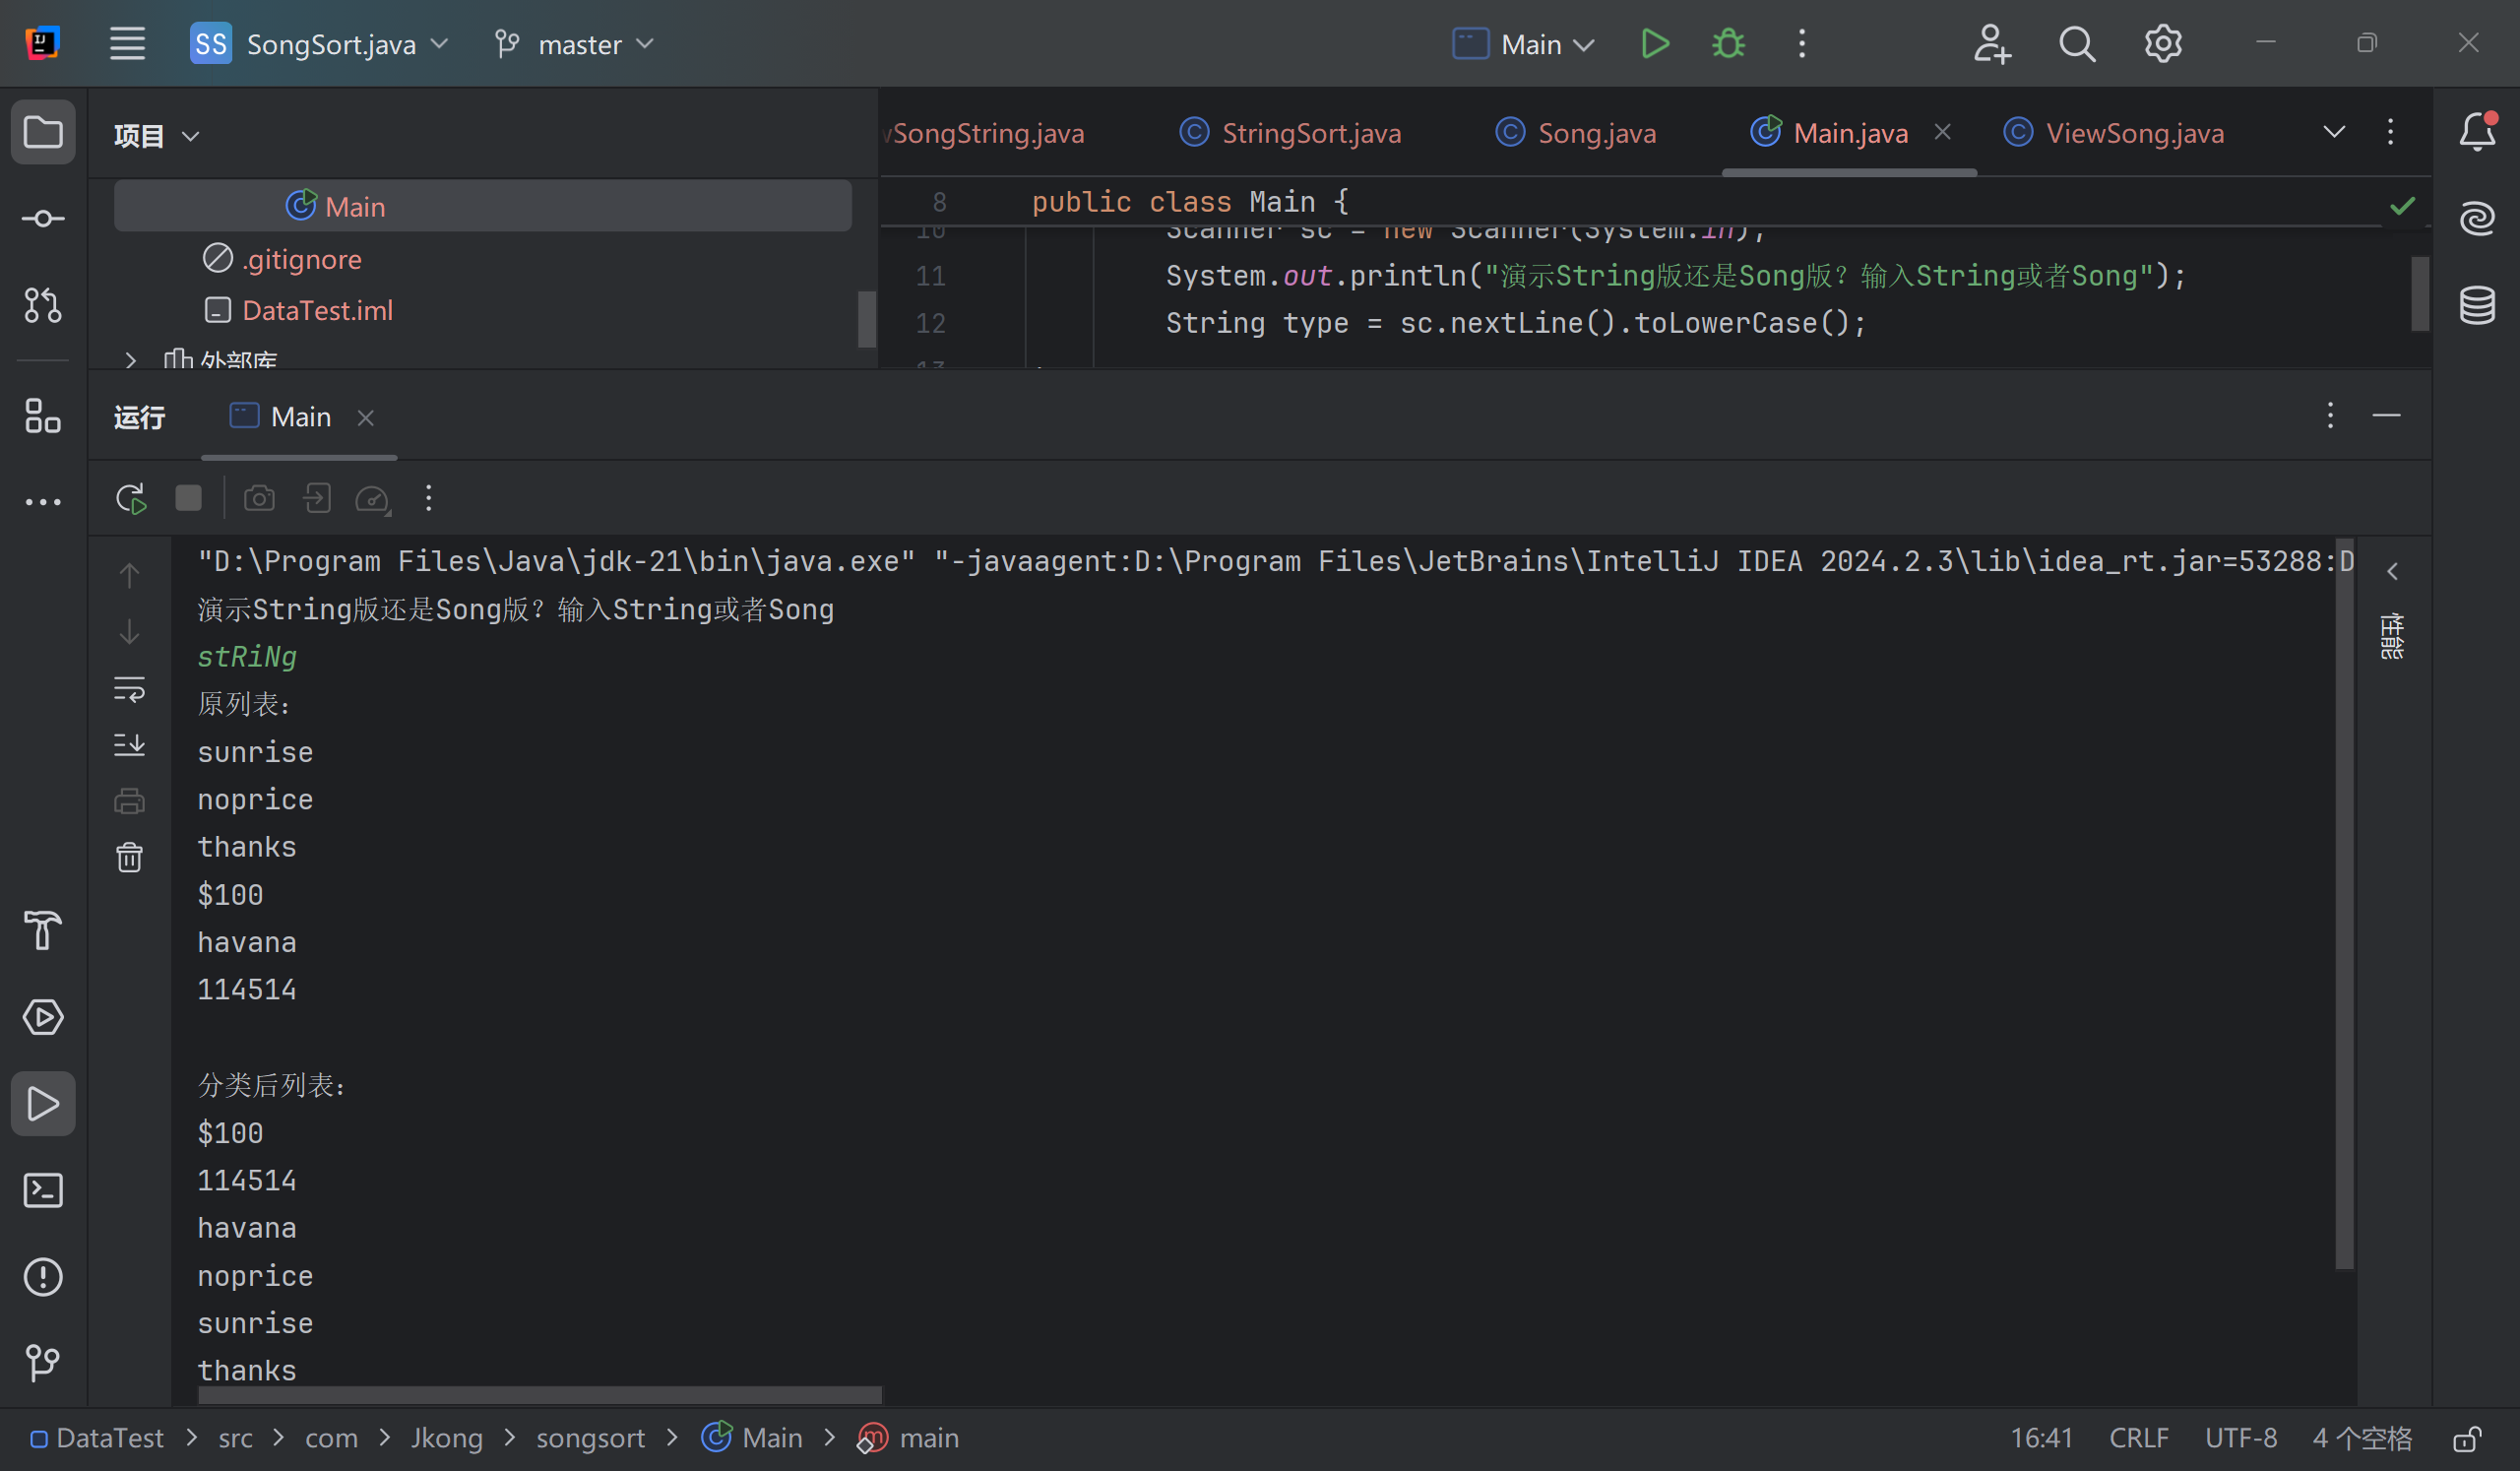 SS SongSort.java master Main
项目
SongString.java StringSort.java Song.java Main.java ViewSong.java
Main
.gitignore
DataTest.iml
外部库
8 public class Main {
10 Scanner sc = new Scanner(System.in);
11 System.out.println("演示String版还是Song版？输入String或者Song");
12 String type = sc.nextLine().toLowerCase();
13
运行 Main
"D:\Program Files\Java\jdk-21\bin\java.exe" "-javaagent:D:\Program Files\JetBrains\IntelliJ IDEA 2024.2.3\lib\idea_rt.jar=53288:D
演示String版还是Song版？输入String或者Song
stRiNg
原列表：
sunrise
noprice
thanks
$100
havana
114514
分类后列表：
$100
114514
havana
noprice
sunrise
thanks
性能
DataTest > src > com > Jkong > songsort > Main > main
16:41 CRLF UTF-8 4 个空格